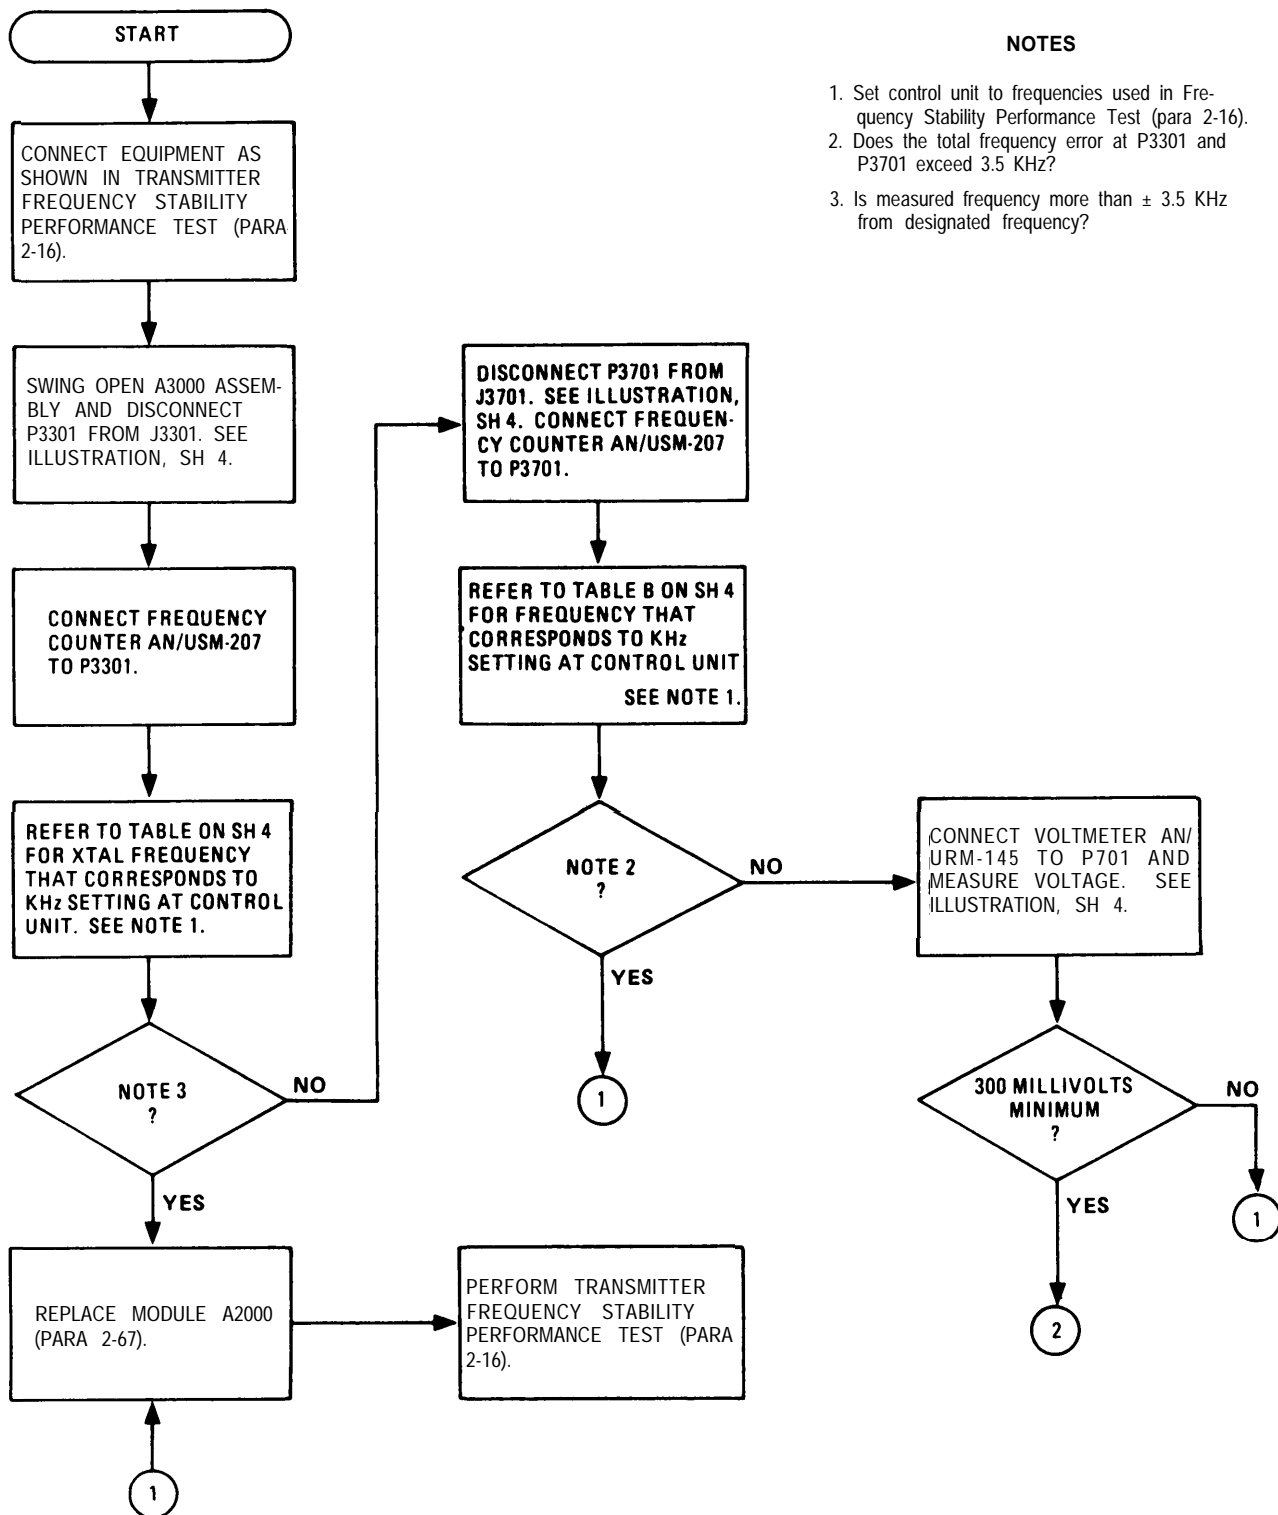 START
CONNECT EQUIPMENT AS
SHOWN IN TRANSMITTER
FREQUENCY STABILITY
PERFORMANCE TEST (PARA
2-16).
SWING OPEN A3000 ASSEM-
BLY AND DISCONNECT
P3301 FROM J3301. SEE
ILLUSTRATION, SH 4.
CONNECT FREQUENCY
COUNTER AN/USM-207
TO P3301.
REFER TO TABLE ON SH 4
FOR XTAL FREQUENCY
THAT CORRESPONDS TO
KHz SETTING AT CONTROL
UNIT. SEE NOTE 1.
NOTE 3
?
NO
YES
REPLACE MODULE A2000
(PARA 2-67).
1
PERFORM TRANSMITTER
FREQUENCY STABILITY
PERFORMANCE TEST (PARA
2-16).
DISCONNECT P3701 FROM
J3701. SEE ILLUSTRATION,
SH 4. CONNECT FREQUEN-
CY COUNTER AN/USM-207
TO P3701.
REFER TO TABLE B ON SH 4
FOR FREQUENCY THAT
CORRESPONDS TO KHz
SETTING AT CONTROL UNIT
SEE NOTE 1.
NOTE 2
?
NO
YES
1
CONNECT VOLTMETER AN/
URM-145 TO P701 AND
MEASURE VOLTAGE. SEE
ILLUSTRATION, SH 4.
300 MILLIVOLTS
MINIMUM
?
NO
1
YES
2
NOTES
1. Set control unit to frequencies used in Fre-
quency Stability Performance Test (para 2-16).
2. Does the total frequency error at P3301 and
P3701 exceed 3.5 KHz?
3. Is measured frequency more than ± 3.5 KHz
from designated frequency?